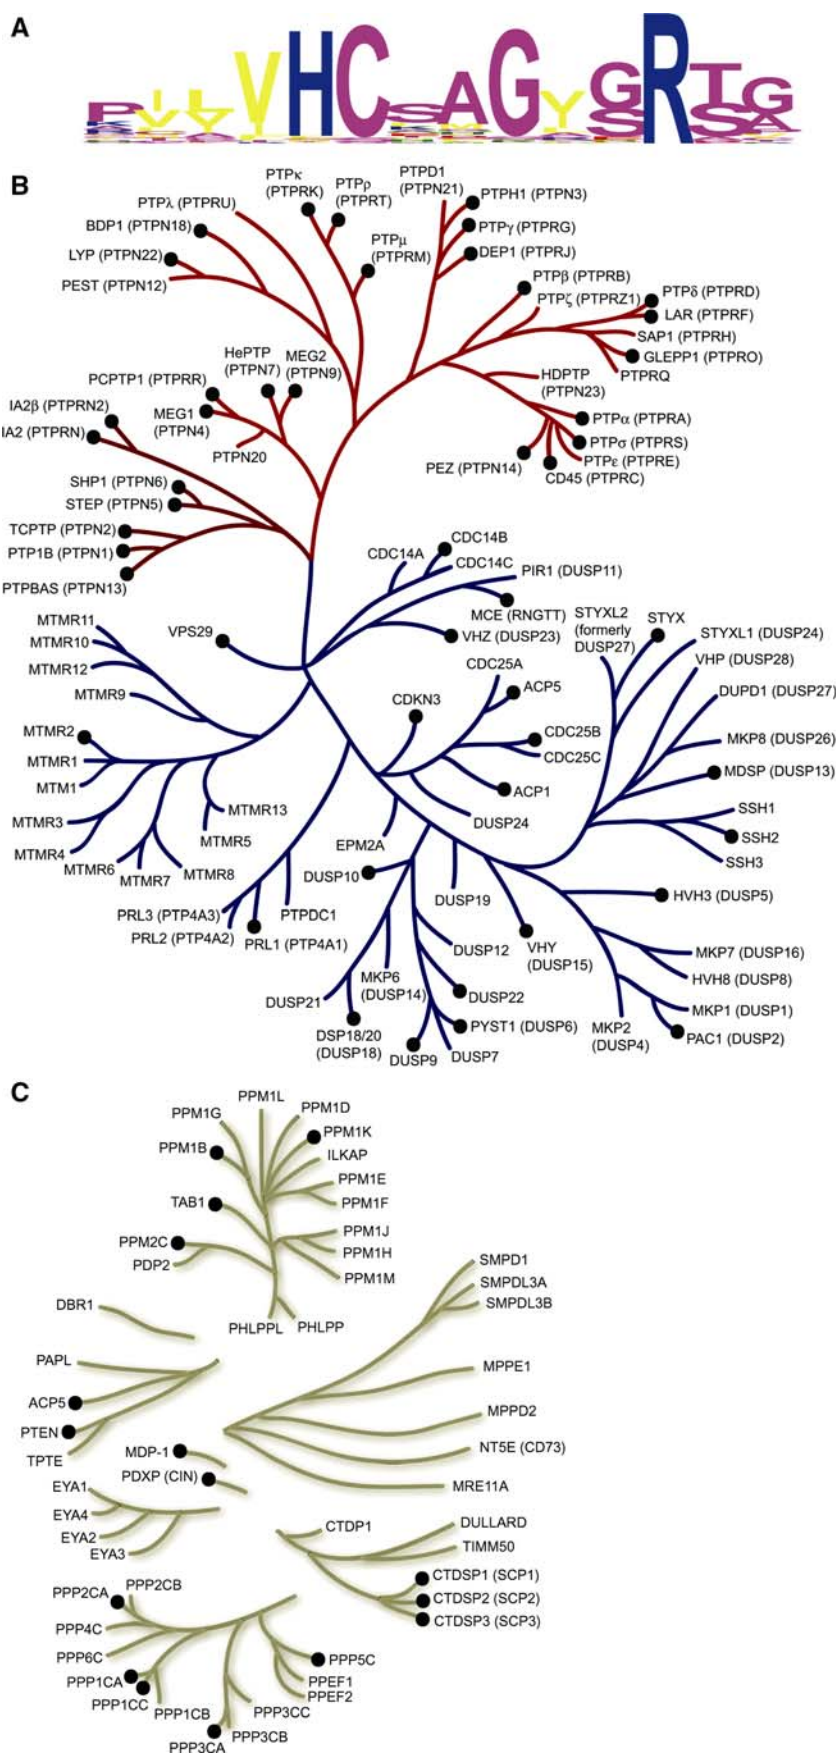 A
VHC AG R
B
PTPκ
(PTPRK)
PTPρ
(PTPRT)
PTPD1
(PTPN21)
PTPH1 (PTPN3)
PTPλ (PTPRU)
BDP1 (PTPN18)
PTPγ (PTPRG)
PTPμ
(PTPRM)
DEP1 (PTPRJ)
LYP (PTPN22)
PEST (PTPN12)
PTPβ (PTPRB)
PTPζ (PTPRZ1)
PTPδ (PTPRD)
LAR (PTPRF)
SAP1 (PTPRH)
GLEPP1 (PTPRO)
PTPRQ
HePTP
(PTPN7)
MEG2
(PTPN9)
PCPTP1 (PTPRR)
HDPTP
(PTPN23)
IA2β (PTPRN2)
MEG1
(PTPN4)
IA2 (PTPRN)
PTPα (PTPRA)
PTPσ (PTPRS)
PTPN20
PTPε (PTPRE)
PEZ (PTPN14)
CD45 (PTPRC)
SHP1 (PTPN6)
STEP (PTPN5)
TCPTP (PTPN2)
PTP1B (PTPN1)
PTPBAS (PTPN13)
CDC14B
CDC14A
CDC14C
PIR1 (DUSP11)
MCE (RNGTT)
VHZ (DUSP23)
MTMR11
MTMR10
MTMR12
MTMR9
VPS29
STYXL2
(formerly
DUSP27)
STYX
STYXL1 (DUSP24)
VHP (DUSP28)
DUPD1 (DUSP27)
MKP8 (DUSP26)
MDSP (DUSP13)
CDC25A
ACP5
CDKN3
CDC25B
CDC25C
ACP1
MTMR2
MTMR1
MTM1
MTMR3
MTMR4
MTMR6
MTMR7
MTMR8
MTMR5
MTMR13
DUSP24
EPM2A
SSH1
SSH2
SSH3
DUSP10
DUSP19
HVH3 (DUSP5)
PRL3 (PTP4A3)
PRL2 (PTP4A2)
PTPDC1
PRL1 (PTP4A1)
DUSP12
VHY
(DUSP15)
MKP7 (DUSP16)
HVH8 (DUSP8)
MKP6
(DUSP14)
DUSP21
DUSP22
MKP1 (DUSP1)
DSP18/20
(DUSP18)
PYST1 (DUSP6)
MKP2
(DUSP4)
PAC1 (DUSP2)
DUSP9
DUSP7
C
PPM1L
PPM1G
PPM1D
PPM1K
PPM1B
ILKAP
PPM1E
TAB1
PPM1F
PPM1J
PPM2C
PPM1H
PDP2
PPM1M
SMPD1
SMPDL3A
SMPDL3B
DBR1
PHLPPL
PHLPP
PAPL
MPPE1
ACP5
MPPD2
PTEN
TPTE
MDP-1
NT5E (CD73)
PDXP (CIN)
MRE11A
EYA1
EYA4
EYA2
EYA3
CTDP1
DULLARD
TIMM50
CTDSP1 (SCP1)
CTDSP2 (SCP2)
CTDSP3 (SCP3)
PPP2CA
PPP2CB
PPP4C
PPP6C
PPP5C
PPP1CA
PPEF1
PPEF2
PPP1CC
PPP1CB
PPP3CC
PPP3CB
PPP3CA